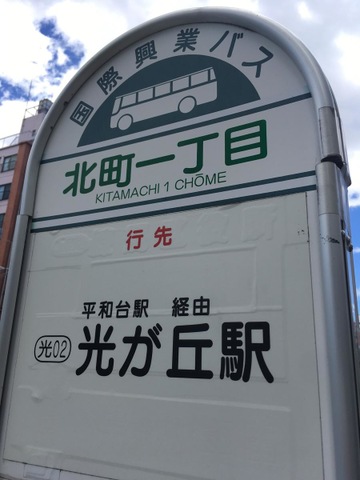 国際興業バス
北町一丁目
KITAMACHI 1 CHŌME
行先
平和台駅 経由
光02 光が丘駅